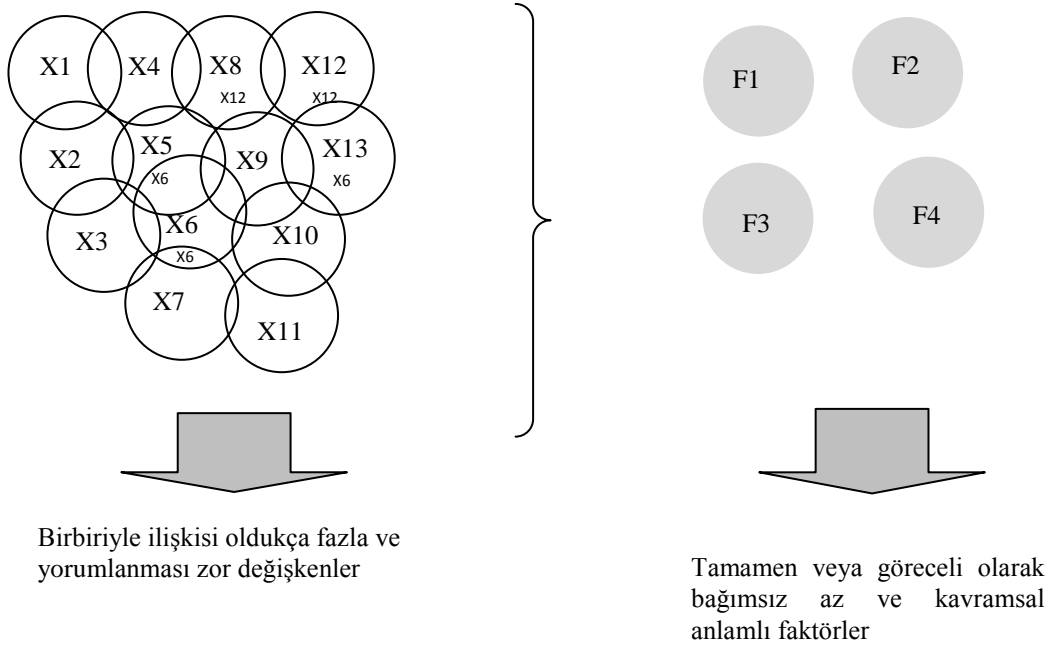 X1 X4 X8 X12
X12 X12
X2 X5 X9 X13
X6 X6
X3 X6 X10
X6
X7 X11
F1 F2
F3 F4
Birbiriyle ilişkisi oldukça fazla ve
yorumlanması zor değişkenler
Tamamen veya göreceli olarak
bağımsız az ve kavramsal
anlamlı faktörler